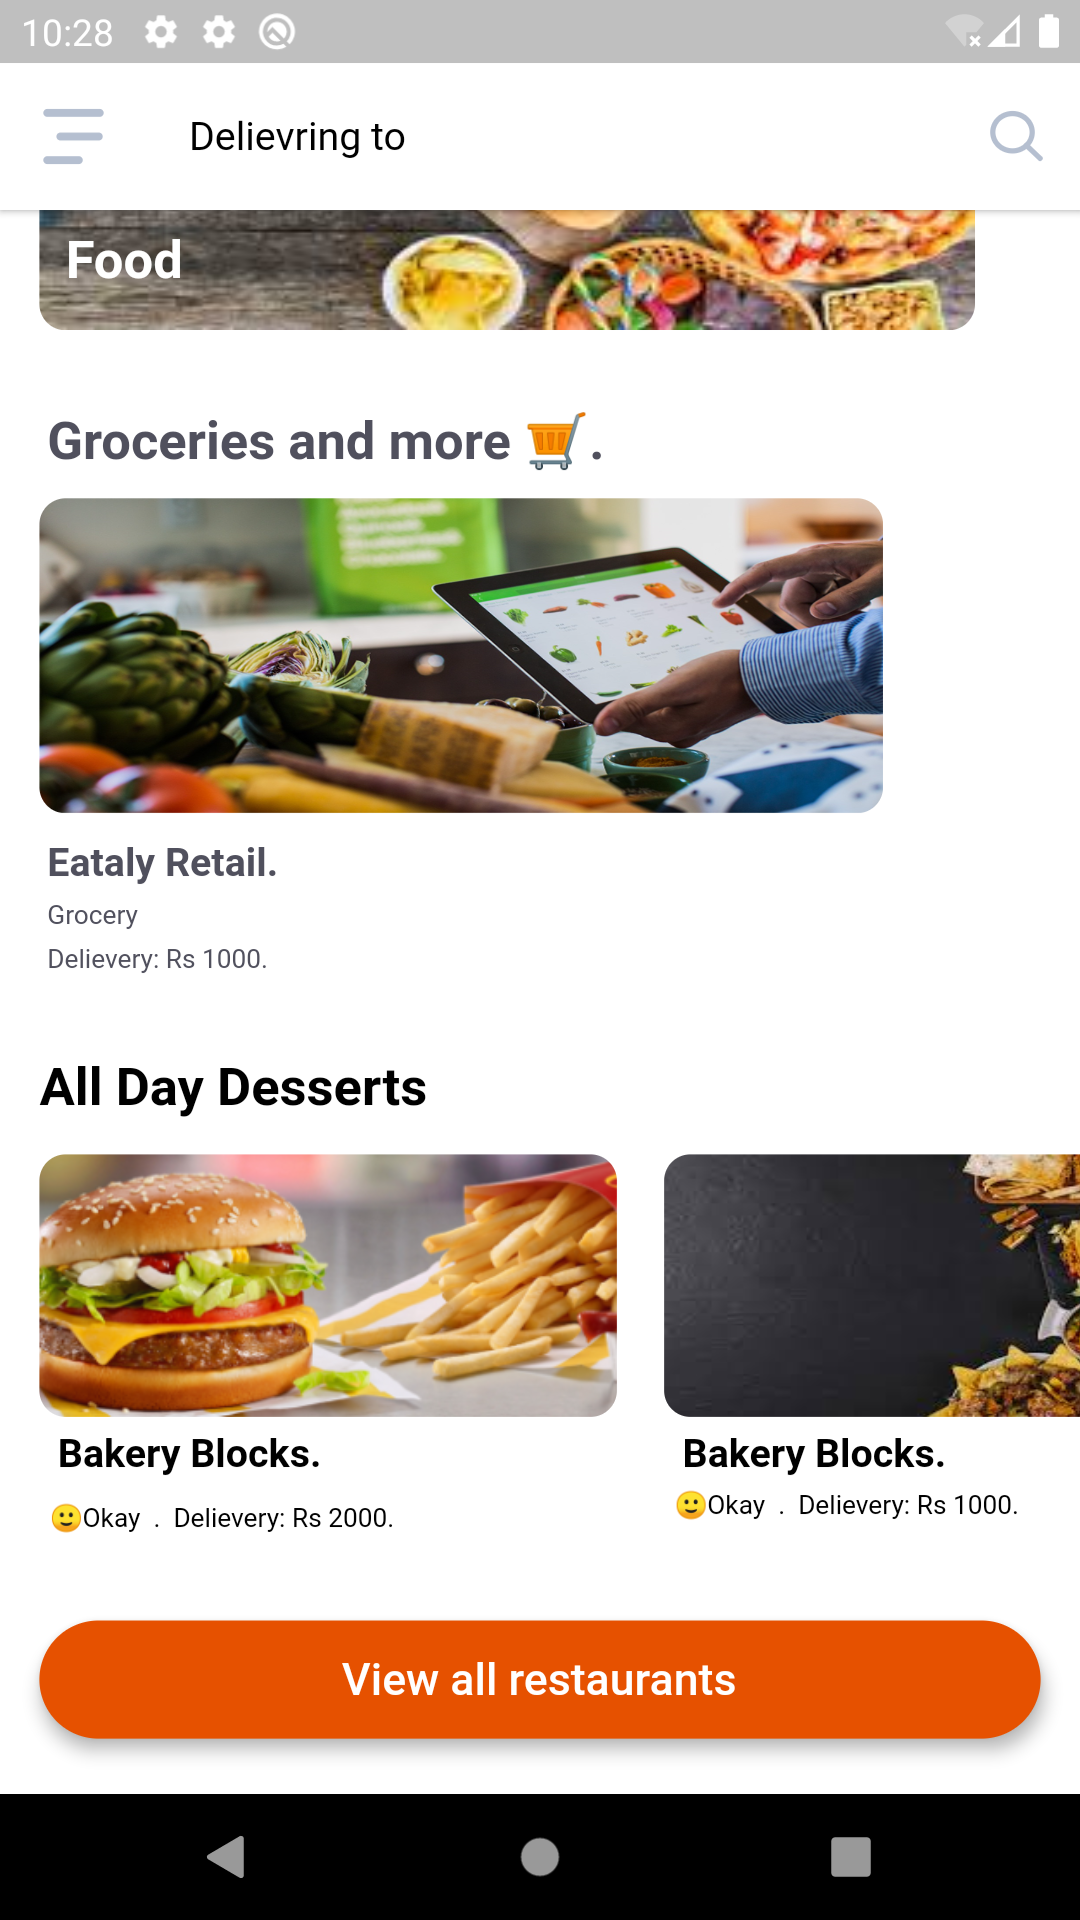 10:28
Delievring to
Food
Groceries and more 🛒.
Eataly Retail.
Grocery
Delievery: Rs 1000.
All Day Desserts
Bakery Blocks.
🙂Okay . Delievery: Rs 2000.
Bakery Blocks.
🙂Okay . Delievery: Rs 1000.
View all restaurants